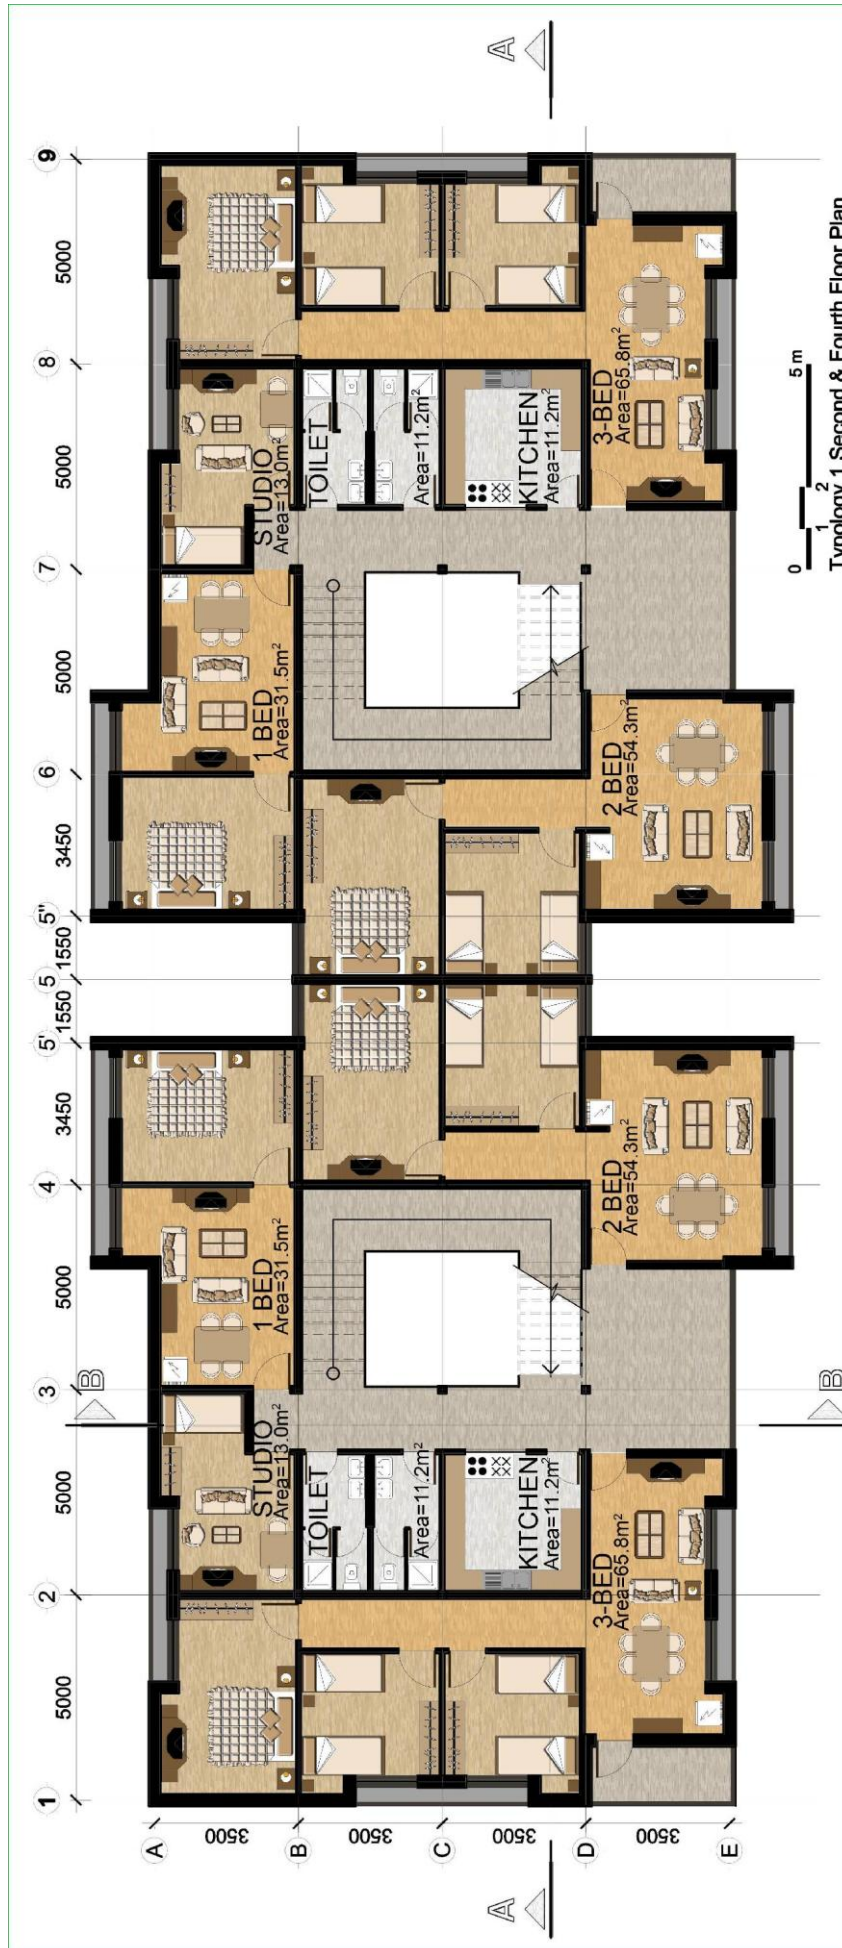 1 2 3 4 5' 5 5" 6 7 8 9
5000 5000 5000 3450 1550 1550 3450 5000 5000 5000
B
A
3500
STUDIO
Area=13.0m²
1 BED
Area=31.5m²
1 BED
Area=31.5m²
STUDIO
Area=13.0m²
B
3500
TOILET
Area=11.2m²
TOILET
Area=11.2m²
C
3500
KITCHEN
Area=11.2m²
KITCHEN
Area=11.2m²
A
A
D
3500
3-BED
Area=65.8m²
2 BED
Area=54.3m²
2 BED
Area=54.3m²
3-BED
Area=65.8m²
E
B
0 1 2 5 m
Typology 1 Second & Fourth Floor Plan